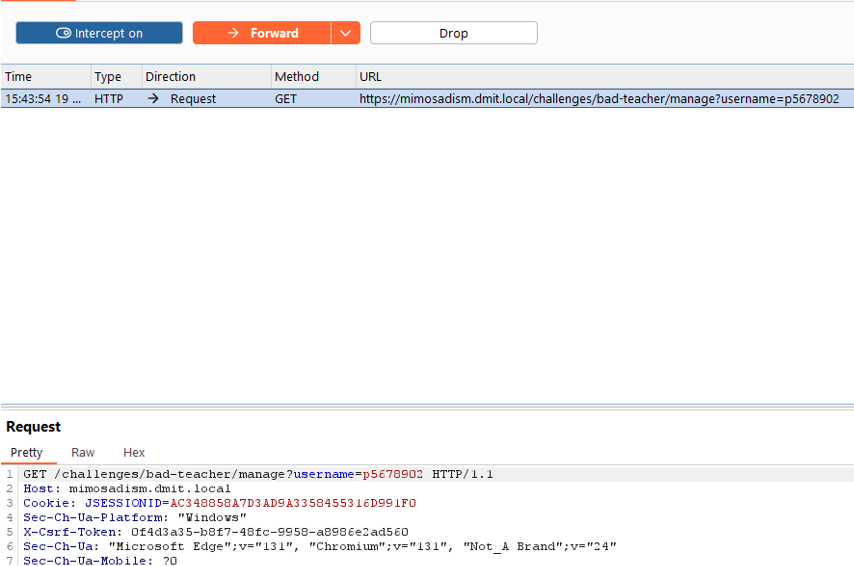 Intercept on Forward Drop
Time Type Direction Method URL
15:43:54 19 ... HTTP → Request GET https://mimosadism.dmit.local/challenges/bad-teacher/manage?username=p5678902
Request
Pretty Raw Hex
1 GET /challenges/bad-teacher/manage?username=p5678902 HTTP/1.1
2 Host: mimosadism.dmit.local
3 Cookie: JSESSIONID=AC348858A7D3AD9A3358455316D991F0
4 Sec-Ch-Ua-Platform: "Windows"
5 X-Csrf-Token: 0f4d3a35-b8f7-48fc-9958-a8986e2ad560
6 Sec-Ch-Ua: "Microsoft Edge";v="131", "Chromium";v="131", "Not_A Brand";v="24"
7 Sec-Ch-Ua-Mobile: ?0